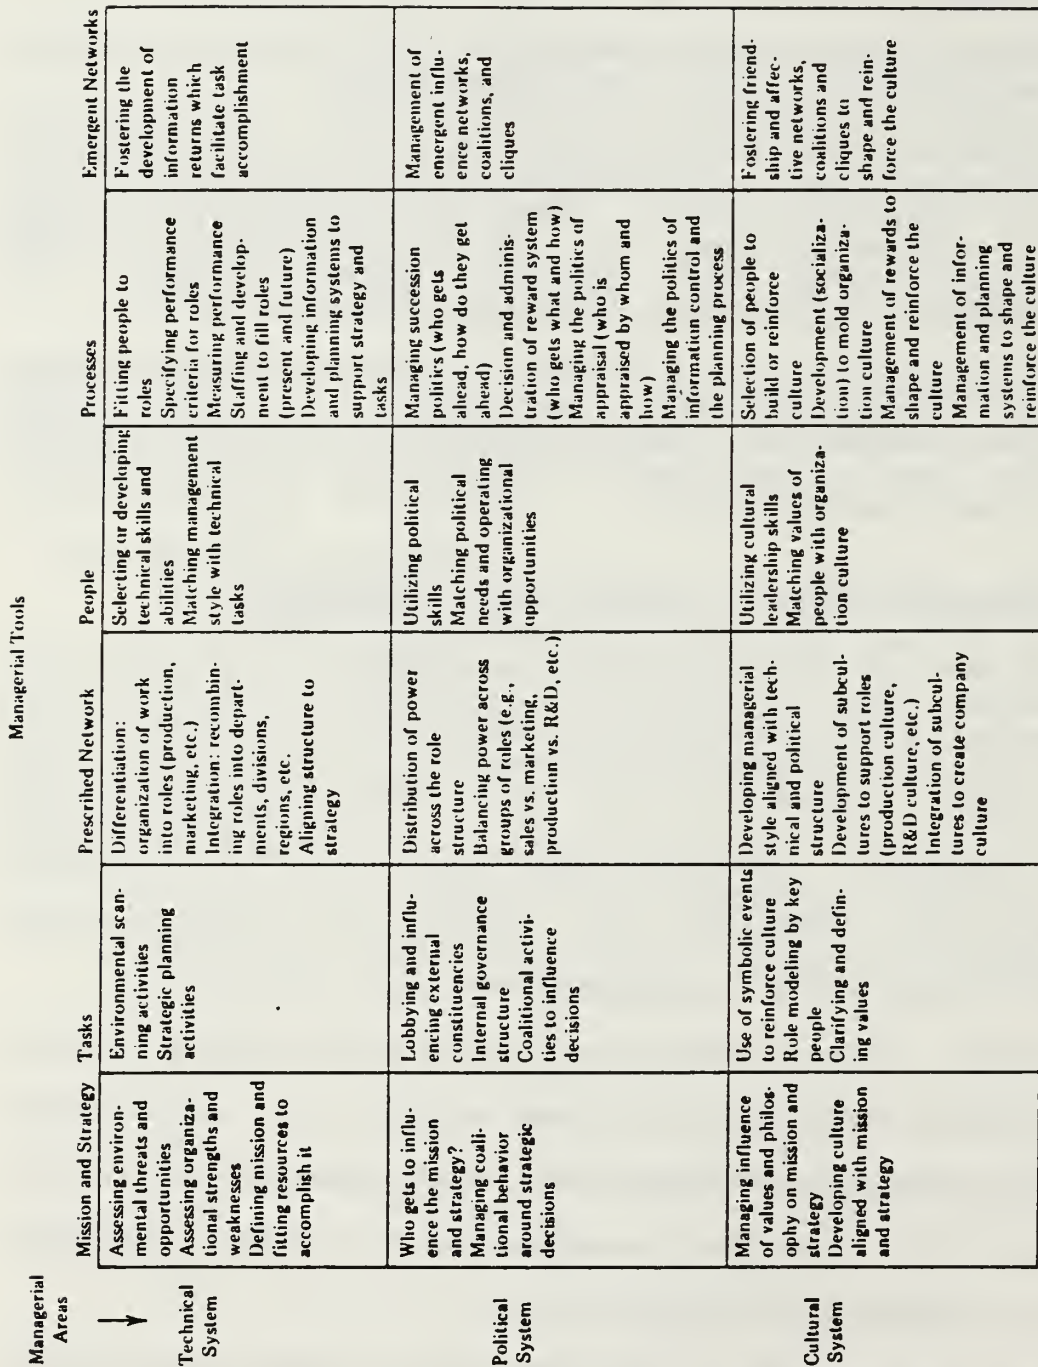 Managerial Tools
Managerial
Areas
Mission and Strategy
Tasks
Prescribed Network
People
Processes
Emergent Networks
Technical
System
Assessing environ-
mental threats and
opportunities
Assessing organiza-
tional strengths and
weaknesses
Defining mission and
fitting resources to
accomplish it
Environmental scan-
ning activities
Strategic planning
activities
Differentiation:
organization of work
into roles (production,
marketing, etc.)
Integration: recombin-
ing roles into depart-
ments, divisions,
regions, etc.
Aligning structure to
strategy
Selecting or developing
technical skills and
abilities
Matching management
style with technical
tasks
Fitting people to
roles
Specifying performance
criteria for roles
Measuring performance
Staffing and develop-
ment to fill roles
(present and future)
Developing information
and planning systems to
support strategy and
tasks
Fostering the
development of
information
returns which
facilitate task
accomplishment
Political
System
Who gets to influ-
ence the mission
and strategy?
Managing coali-
tional behavior
around strategic
decisions
Lobbying and influ-
encing external
constituencies
Internal governance
structure
Coalitional activi-
ties to influence
decisions
Distribution of power
across the role
structure
Balancing power across
groups of roles (e.g.,
sales vs. marketing,
production vs. R&D, etc.)
Utilizing political
skills
Matching political
needs and operating
with organizational
opportunities
Managing succession
politics (who gets
ahead, how do they get
ahead)
Decision and adminis-
tration of reward system
(who gets what and how)
Managing the politics of
appraisal (who is
appraised by whom and
how)
Managing the politics of
information control and
the planning process
Management of
emergent influ-
ence networks,
coalitions, and
cliques
Cultural
System
Managing influence
of values and philos-
ophy on mission and
strategy
Developing culture
aligned with mission
and strategy
Use of symbolic events
to reinforce culture
Role modeling by key
people
Clarifying and defin-
ing values
Developing managerial
style aligned with tech-
nical and political
structure
Development of subcul-
tures to support roles
(production culture,
R&D culture, etc.)
Integration of subcul-
tures to create company
culture
Utilizing cultural
leadership skills
Matching values of
people with organiza-
tion culture
Selection of people to
build or reinforce
culture
Development (socializa-
tion) to mold organiza-
tion culture
Management of rewards to
shape and reinforce the
culture
Management of infor-
mation and planning
systems to shape and
reinforce the culture
Fostering friend-
ship and affec-
tive networks,
coalitions and
cliques to
shape and rein-
force the culture